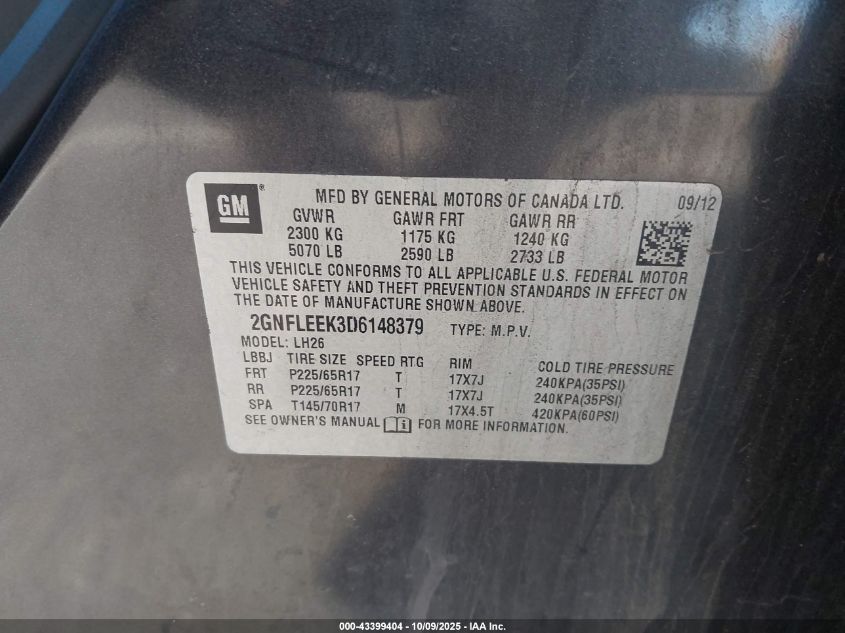 GM ®
MFD BY GENERAL MOTORS OF CANADA LTD. 09/12
GVWR GAWR FRT GAWR RR
2300 KG 1175 KG 1240 KG
5070 LB 2590 LB 2733 LB
THIS VEHICLE CONFORMS TO ALL APPLICABLE U.S. FEDERAL MOTOR
VEHICLE SAFETY AND THEFT PREVENTION STANDARDS IN EFFECT ON
THE DATE OF MANUFACTURE SHOWN ABOVE.
2GNFLEEK3D6148379 TYPE: M.P.V.
MODEL: LH26
LBBJ TIRE SIZE SPEED RTG RIM COLD TIRE PRESSURE
FRT P225/65R17 T 17X7J 240KPA(35PSI)
RR P225/65R17 T 17X7J 240KPA(35PSI)
SPA T145/70R17 M 17X4.5T 420KPA(60PSI)
SEE OWNER'S MANUAL i FOR MORE INFORMATION.
000-43399404 - 10/09/2025 - IAA Inc.